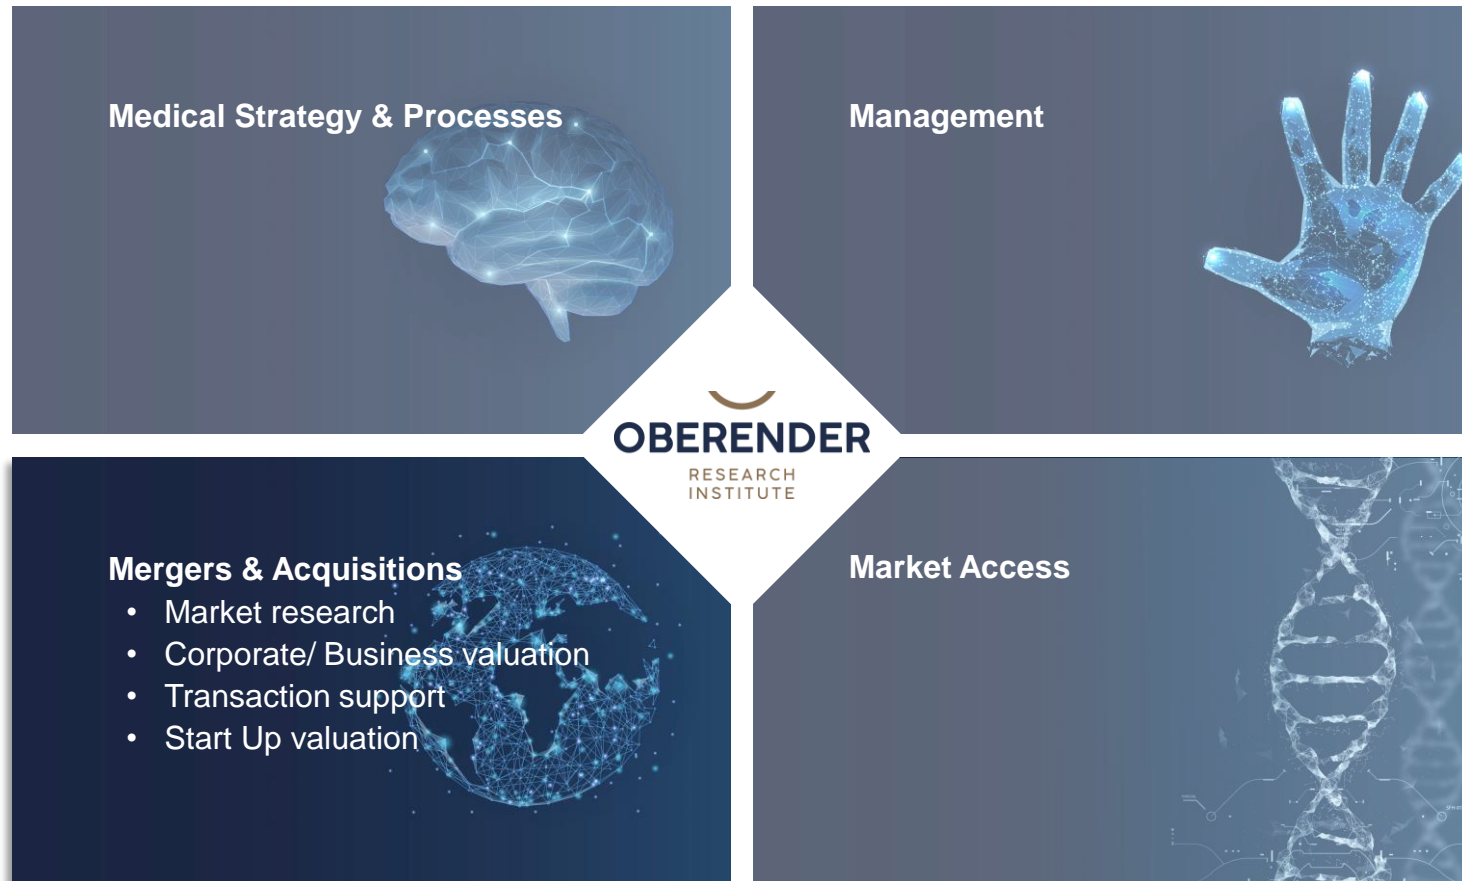 Medical Strategy & Processes
Management
OBERENDER
RESEARCH
INSTITUTE
Mergers & Acquisitions
• Market research
• Corporate/ Business valuation
• Transaction support
• Start Up valuation
Market Access